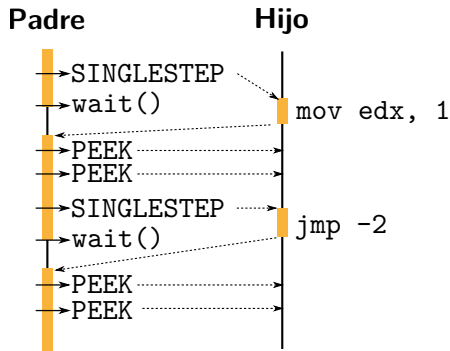 Padre Hijo
SINGLESTEP
wait()
mov edx, 1
PEEK
PEEK
SINGLESTEP
wait()
jmp -2
PEEK
PEEK